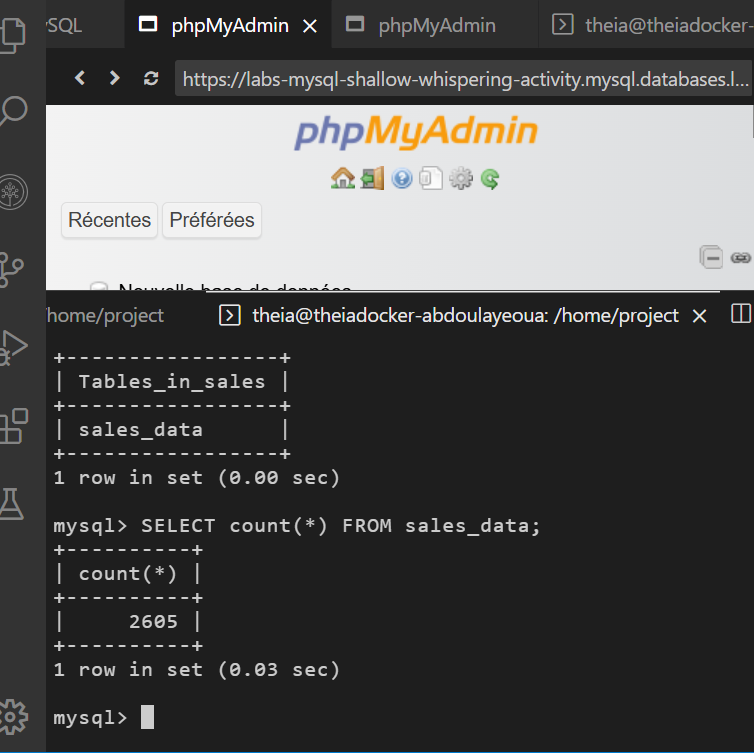 SQL
phpMyAdmin
phpMyAdmin
theia@theiadocker-
https://labs-mysql-shallow-whispering-activity.mysql.databases.l...
phpMyAdmin
Récentes
Préférées
Nouvelle base de données
/home/project
theia@theiadocker-abdoulayeoua: /home/project
+-----------------+
| Tables_in_sales |
+-----------------+
| sales_data      |
+-----------------+
1 row in set (0.00 sec)
mysql> SELECT count(*) FROM sales_data;
+----------+
| count(*) |
+----------+
|     2605 |
+----------+
1 row in set (0.03 sec)
mysql>